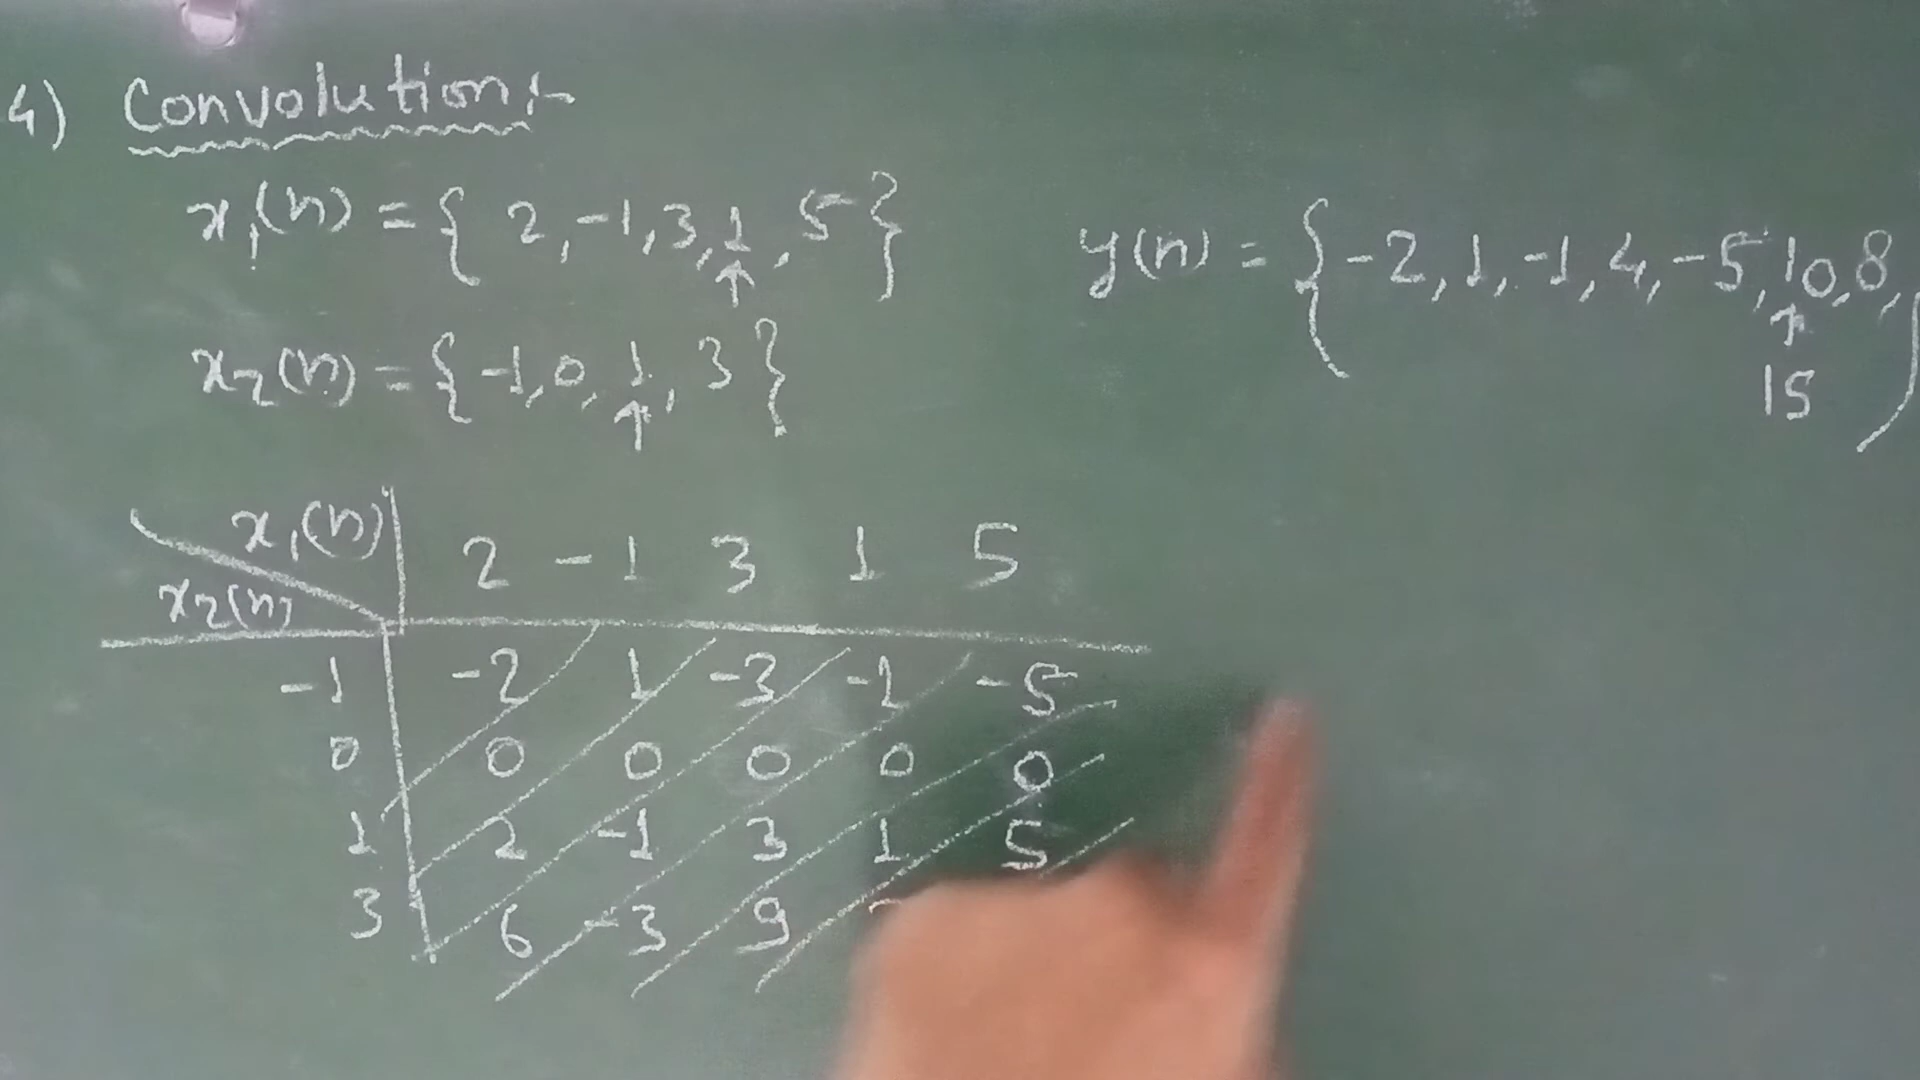 4) Convolution :-
x₁(n) = { 2, -1, 3, 1, 5 }
↑
x₂(n) = { -1, 0, 1, 3 }
↑
y(n) = { -2, 1, -1, 4, -5, 10, 8,
↑
15 }
x₁(n) 2 -1 3 1 5
x₂(n)
-1 -2 1 -3 -1 -5
0 0 0 0 0 0
1 2 -1 3 1 5
3 6 -3 9